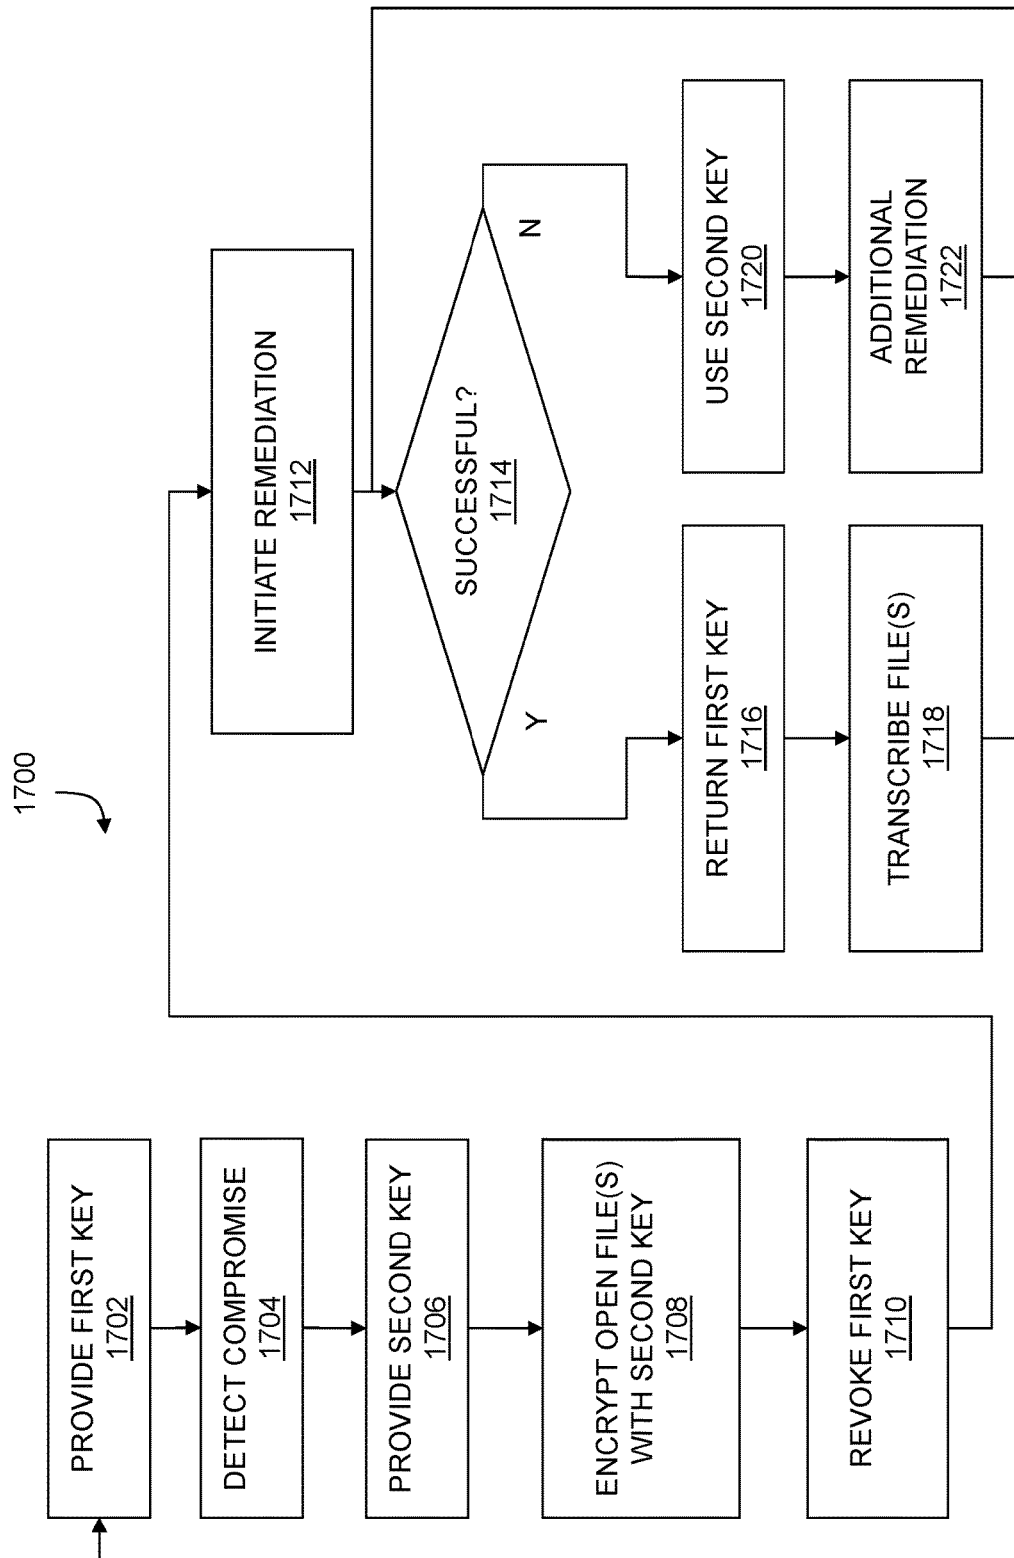 1700
PROVIDE FIRST KEY
1702
DETECT COMPROMISE
1704
PROVIDE SECOND KEY
1706
ENCRYPT OPEN FILE(S)
WITH SECOND KEY
1708
REVOKE FIRST KEY
1710
INITIATE REMEDIATION
1712
SUCCESSFUL?
1714
Y
N
RETURN FIRST KEY
1716
TRANSCRIBE FILE(S)
1718
USE SECOND KEY
1720
ADDITIONAL
REMEDIATION
1722